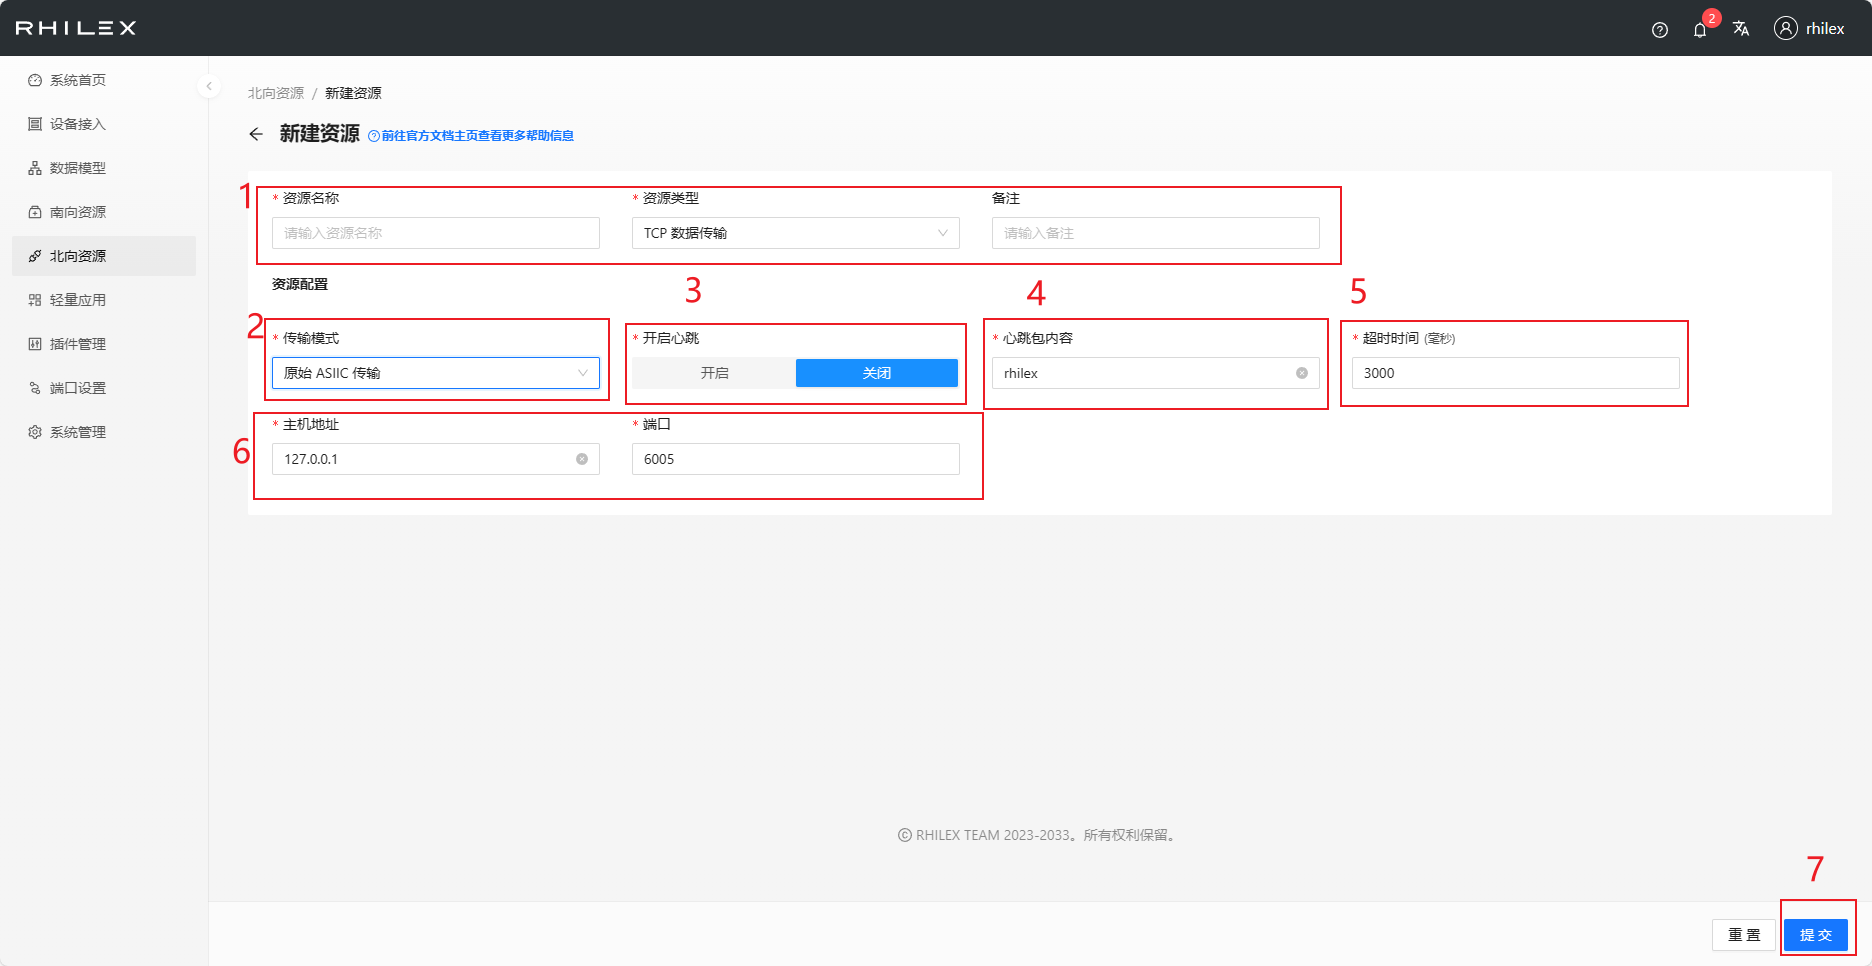 RHILEX
2
rhilex
系统首页
设备接入
数据模型
南向资源
北向资源
轻量应用
插件管理
端口设置
系统管理
北向资源 / 新建资源
新建资源 前往官方文档主页查看更多帮助信息
1
* 资源名称
请输入资源名称
* 资源类型
TCP 数据传输
备注
请输入备注
资源配置
2
* 传输模式
原始 ASIIC 传输
3
* 开启心跳
开启
关闭
4
* 心跳包内容
rhilex
5
* 超时时间 (毫秒)
3000
6
* 主机地址
127.0.0.1
* 端口
6005
© RHILEX TEAM 2023-2033。所有权利保留。
7
重 置
提 交